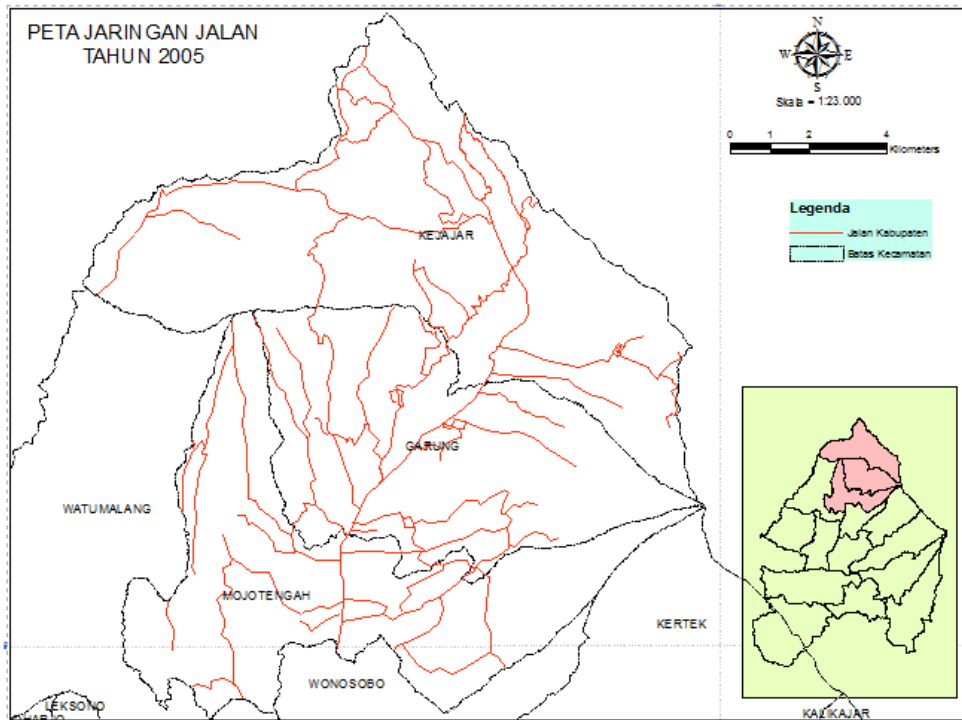 PETA JARINGAN JALAN
TAHUN 2005
N
W
E
S
Skala = 1:23.000
0 1 2 4
Kilometers
Legenda
Jalan Kabupaten
Batas Kecamatan
KEJAJAR
GARUNG
WATUMALANG
MOJOTENGAH
KERTEK
WONOSOBO
LEKSONO
KALIKAJAR